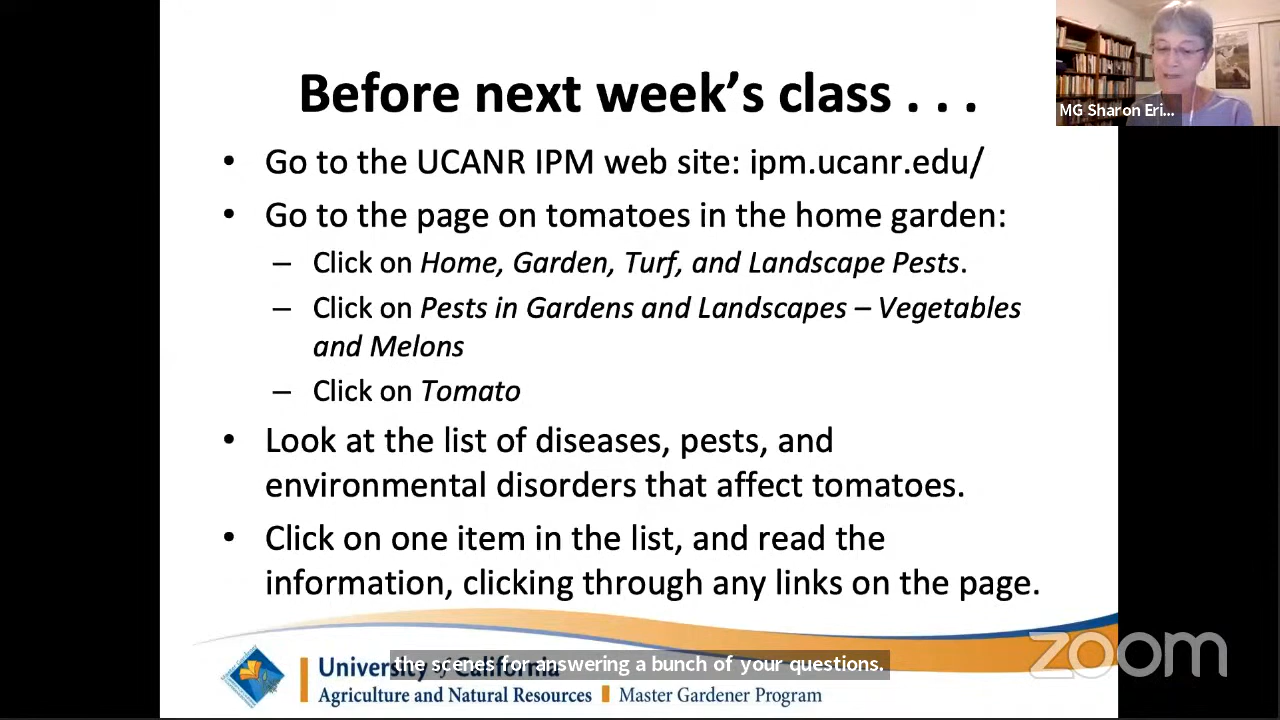 Before next week's class . . .
MG Sharon Eri...
• Go to the UCANR IPM web site: ipm.ucanr.edu/
• Go to the page on tomatoes in the home garden:
– Click on Home, Garden, Turf, and Landscape Pests.
– Click on Pests in Gardens and Landscapes – Vegetables
and Melons
– Click on Tomato
• Look at the list of diseases, pests, and
environmental disorders that affect tomatoes.
• Click on one item in the list, and read the
information, clicking through any links on the page.
zoom
the scenes for answering a bunch of your questions.
University of California
Agriculture and Natural Resources Master Gardener Program